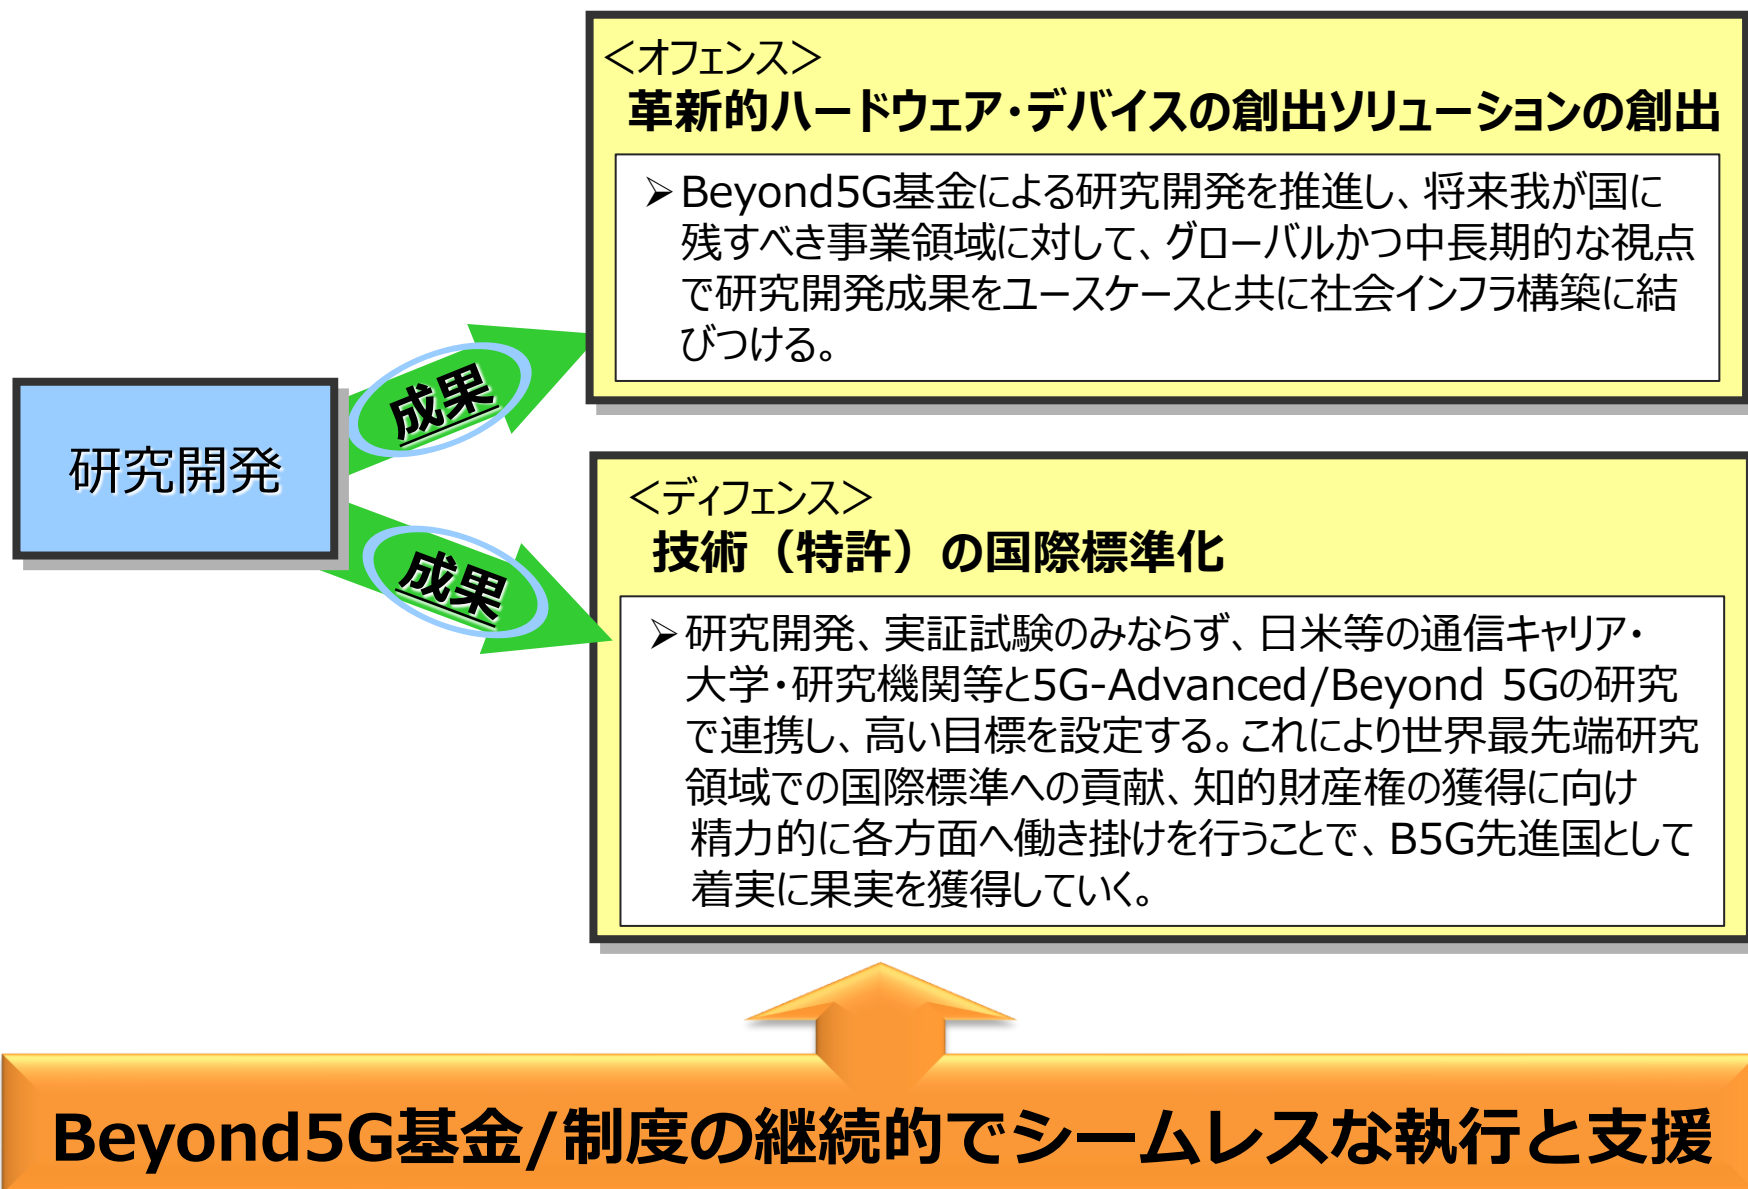 ＜オフェンス＞
革新的ハードウェア・デバイスの創出ソリューションの創出
➢Beyond5G基金による研究開発を推進し、将来我が国に
残すべき事業領域に対して、グローバルかつ中長期的な視点
で研究開発成果をユースケースと共に社会インフラ構築に結
びつける。
成果
研究開発
成果
＜ディフェンス＞
技術（特許）の国際標準化
➢研究開発、実証試験のみならず、日米等の通信キャリア・
大学・研究機関等と5G-Advanced/Beyond 5Gの研究
で連携し、高い目標を設定する。これにより世界最先端研究
領域での国際標準への貢献、知的財産権の獲得に向け
精力的に各方面へ働き掛けを行うことで、B5G先進国として
着実に果実を獲得していく。
Beyond5G基金/制度の継続的でシームレスな執行と支援